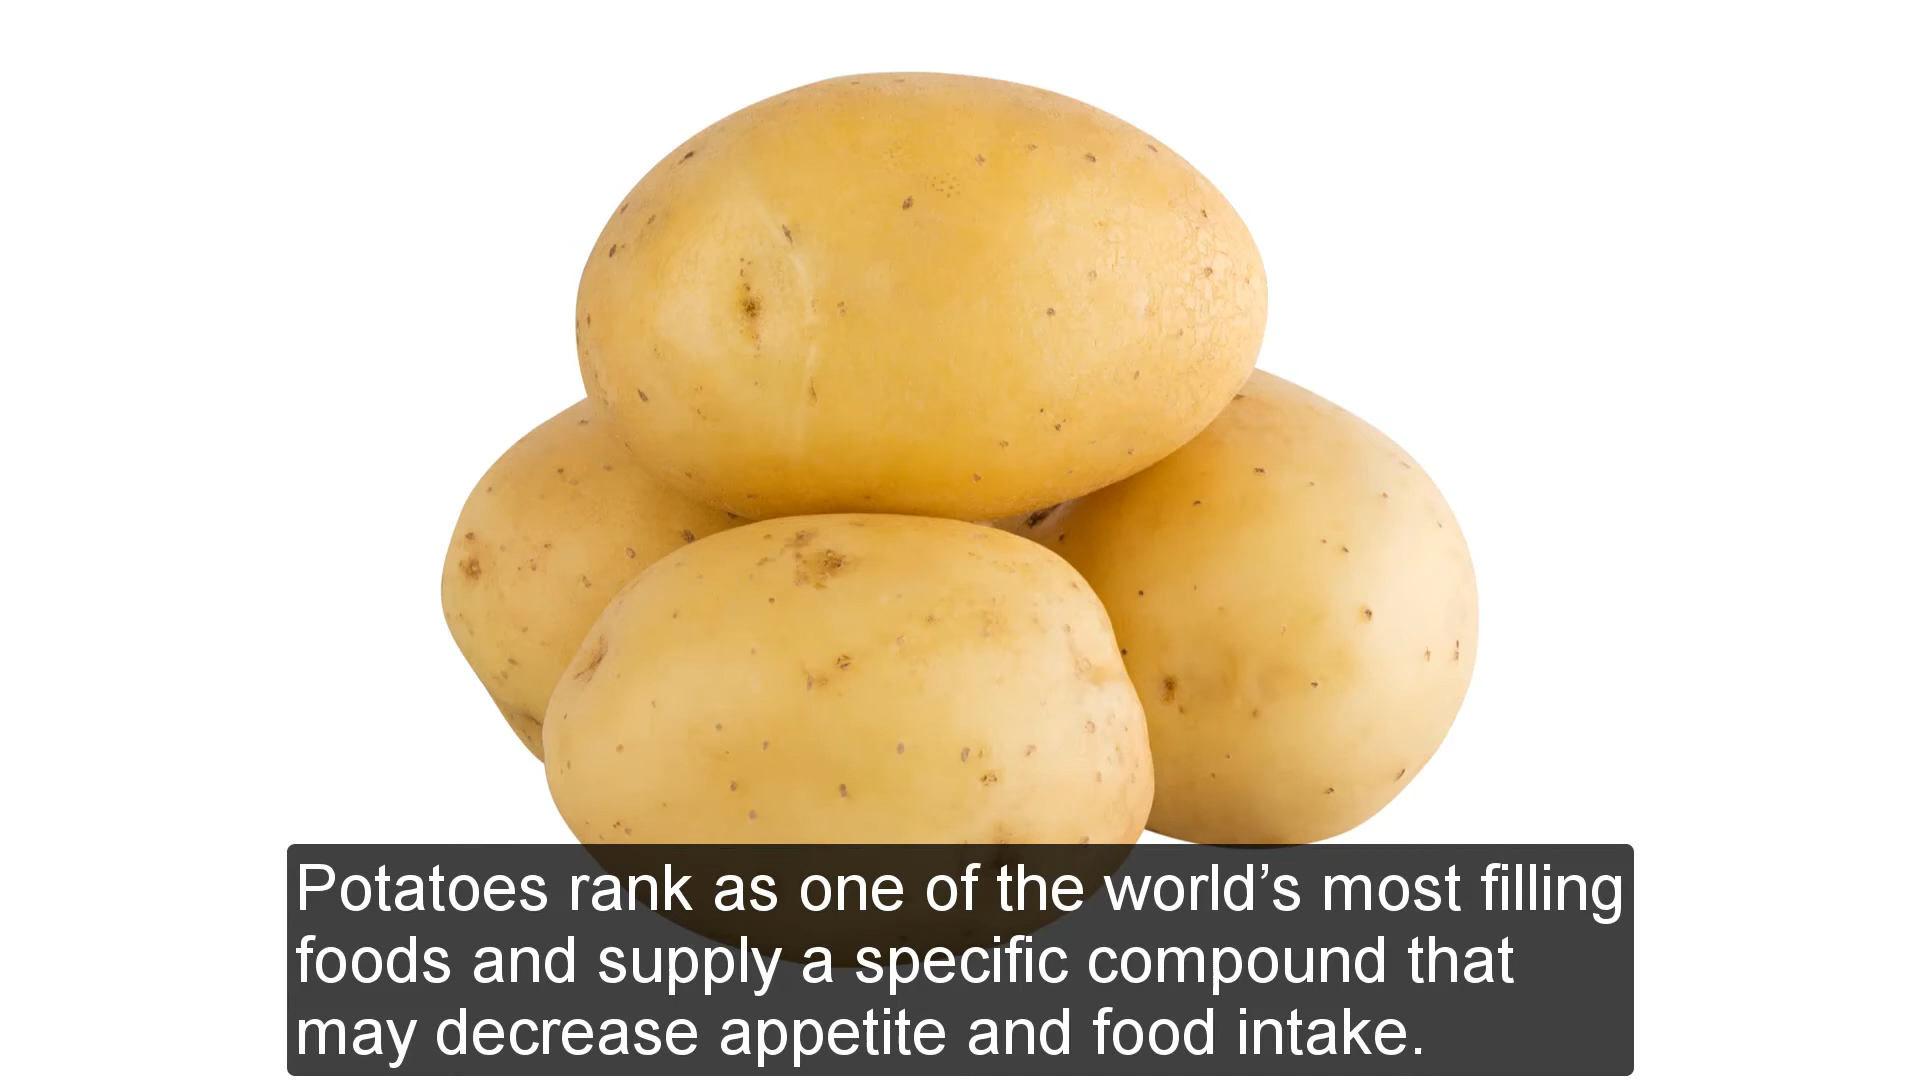 Potatoes rank as one of the world’s most filling
foods and supply a specific compound that
may decrease appetite and food intake.